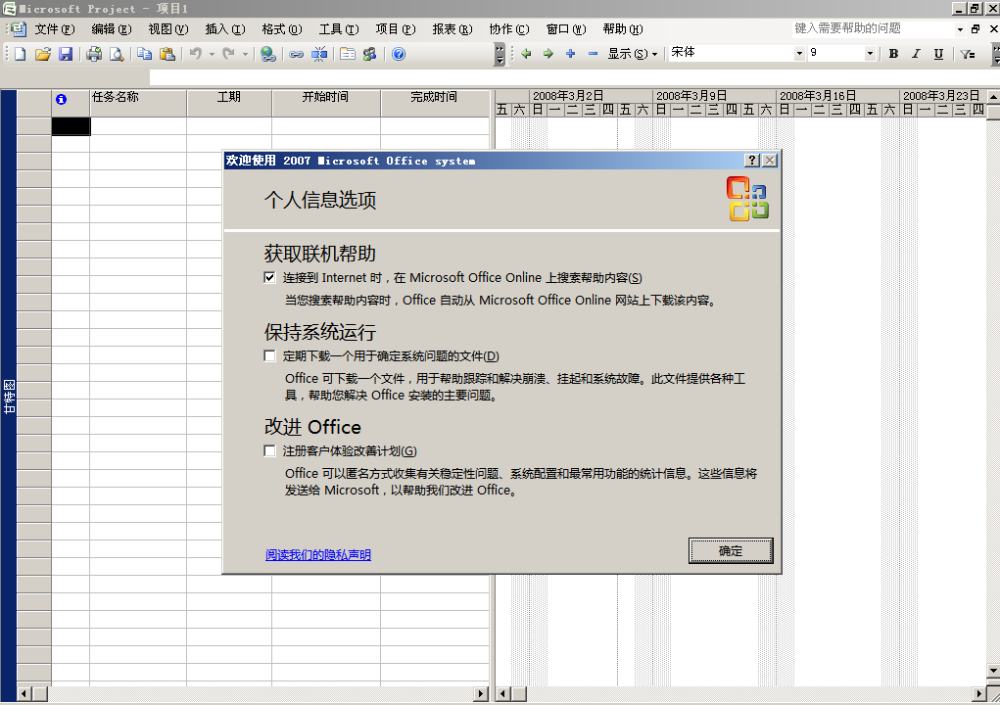 Microsoft Project - 项目1
文件(F) 编辑(E) 视图(V) 插入(I) 格式(O) 工具(T) 项目(P) 报表(R) 协作(C) 窗口(W) 帮助(H) 键入需要帮助的问题
显示(S) 宋体 9 B I U
任务名称 工期 开始时间 完成时间 2008年3月2日 2008年3月9日 2008年3月16日 2008年3月23日
五 六 日 一 二 三 四 五 六 日 一 二 三 四 五 六 日 一 二 三 四 五 六 日 一 二 三 四
甘特图
欢迎使用 2007 Microsoft Office system
个人信息选项
获取联机帮助
连接到 Internet 时，在 Microsoft Office Online 上搜索帮助内容(S)
当您搜索帮助内容时，Office 自动从 Microsoft Office Online 网站上下载该内容。
保持系统运行
定期下载一个用于确定系统问题的文件(D)
Office 可下载一个文件，用于帮助跟踪和解决崩溃、挂起和系统故障。此文件提供各种工
具，帮助您解决 Office 安装的主要问题。
改进 Office
注册客户体验改善计划(G)
Office 可以匿名方式收集有关稳定性问题、系统配置和最常用功能的统计信息。这些信息将
发送给 Microsoft，以帮助我们改进 Office。
阅读我们的隐私声明
确定